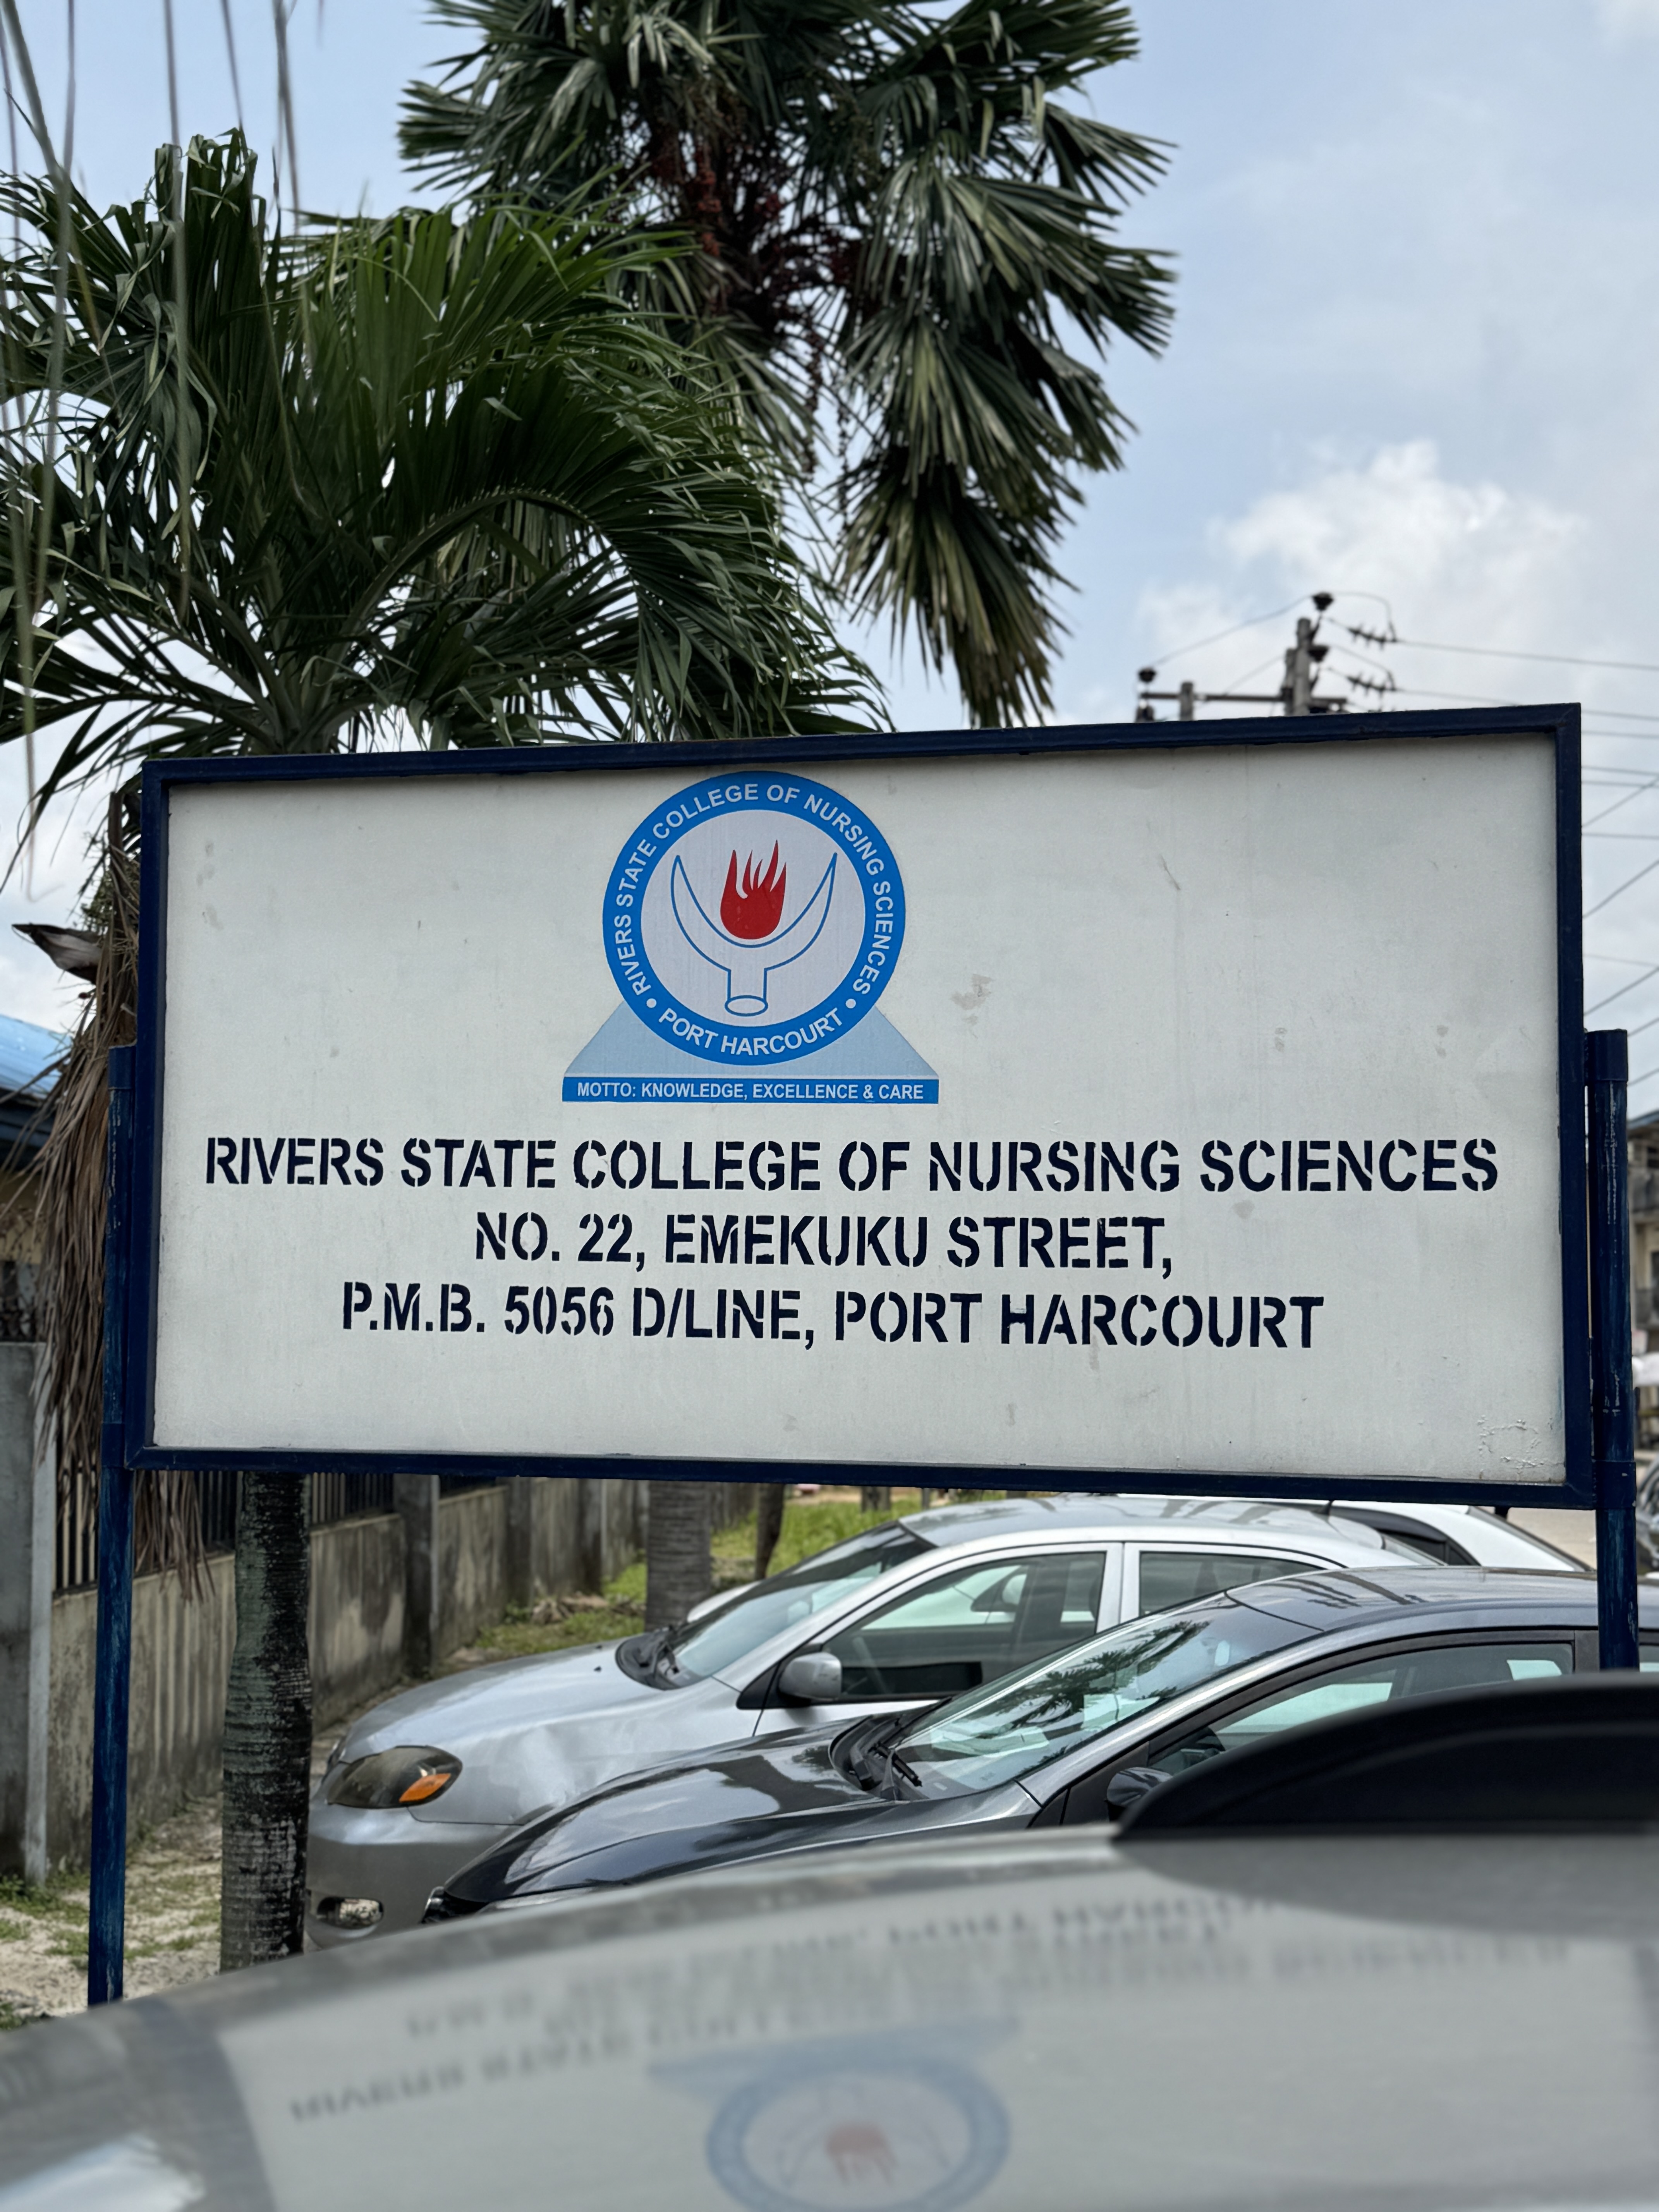 RIVERS STATE COLLEGE OF NURSING SCIENCES
• PORT HARCOURT •
MOTTO: KNOWLEDGE, EXCELLENCE & CARE
RIVERS STATE COLLEGE OF NURSING SCIENCES
NO. 22, EMEKUKU STREET,
P.M.B. 5056 D/LINE, PORT HARCOURT